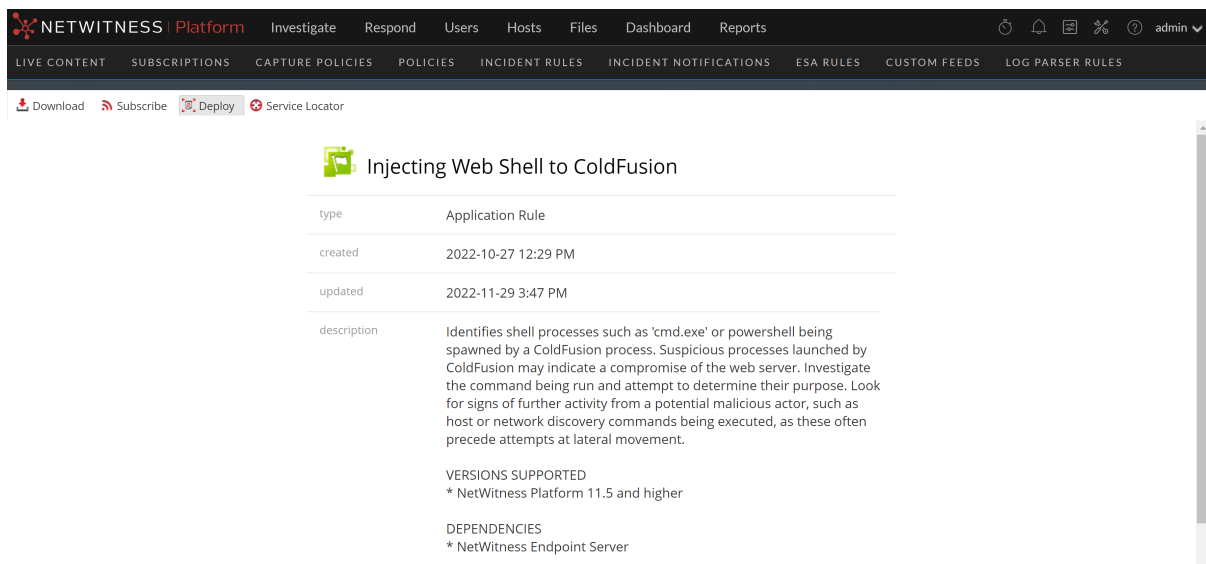 NETWITNESS | Platform Investigate Respond Users Hosts Files Dashboard Reports admin
LIVE CONTENT SUBSCRIPTIONS CAPTURE POLICIES POLICIES INCIDENT RULES INCIDENT NOTIFICATIONS ESA RULES CUSTOM FEEDS LOG PARSER RULES
Download Subscribe Deploy Service Locator
Injecting Web Shell to ColdFusion
type Application Rule
created 2022-10-27 12:29 PM
updated 2022-11-29 3:47 PM
description Identifies shell processes such as 'cmd.exe' or powershell being
spawned by a ColdFusion process. Suspicious processes launched by
ColdFusion may indicate a compromise of the web server. Investigate
the command being run and attempt to determine their purpose. Look
for signs of further activity from a potential malicious actor, such as
host or network discovery commands being executed, as these often
precede attempts at lateral movement.
VERSIONS SUPPORTED
* NetWitness Platform 11.5 and higher
DEPENDENCIES
* NetWitness Endpoint Server